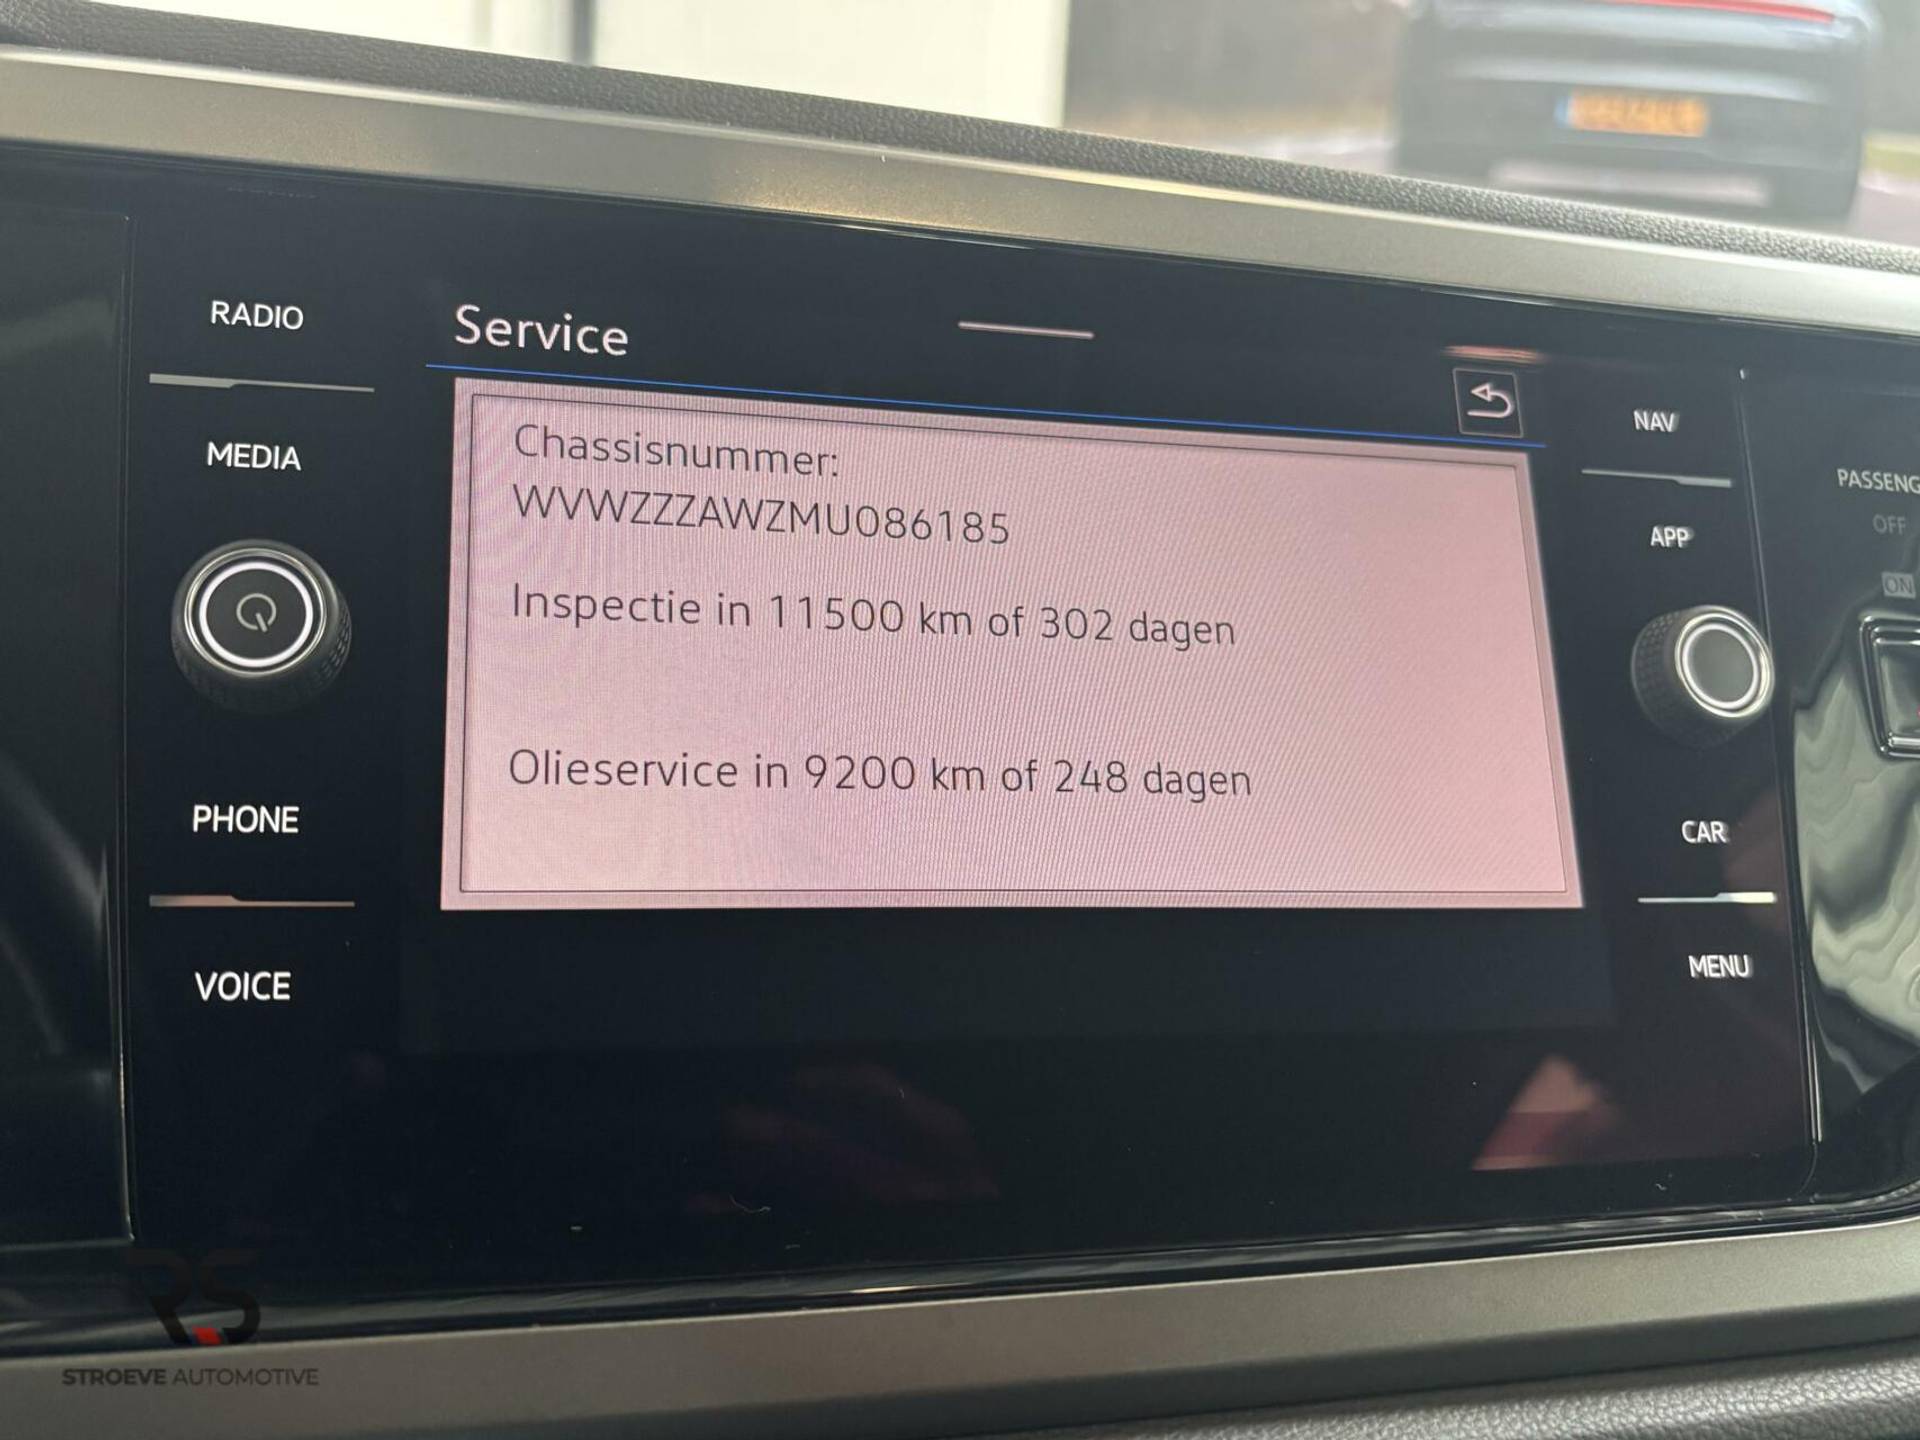 RADIO
MEDIA
PHONE
VOICE
Service
Chassisnummer:
WVWZZZAWZMU086185
Inspectie in 11500 km of 302 dagen
Olieservice in 9200 km of 248 dagen
NAV
APP
CAR
MENU
PASSENG
OFF
ON
RS
STROEVE AUTOMOTIVE